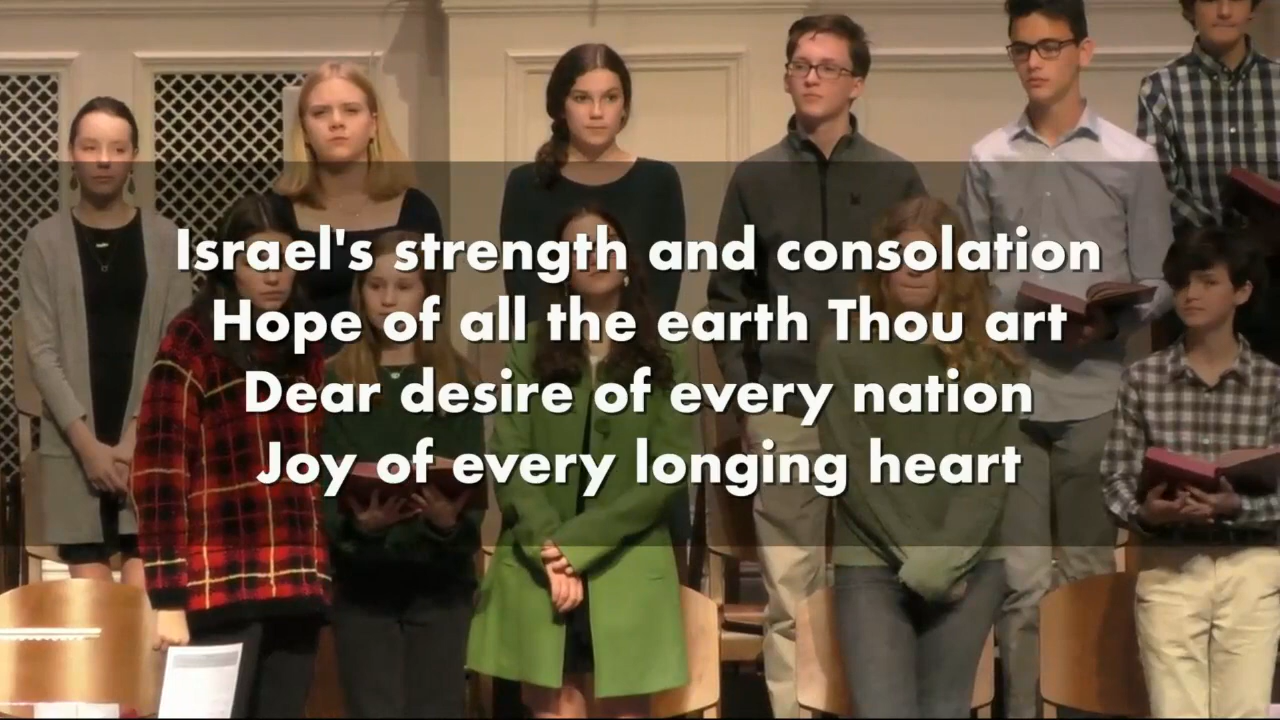 Israel's strength and consolation
Hope of all the earth Thou art
Dear desire of every nation
Joy of every longing heart